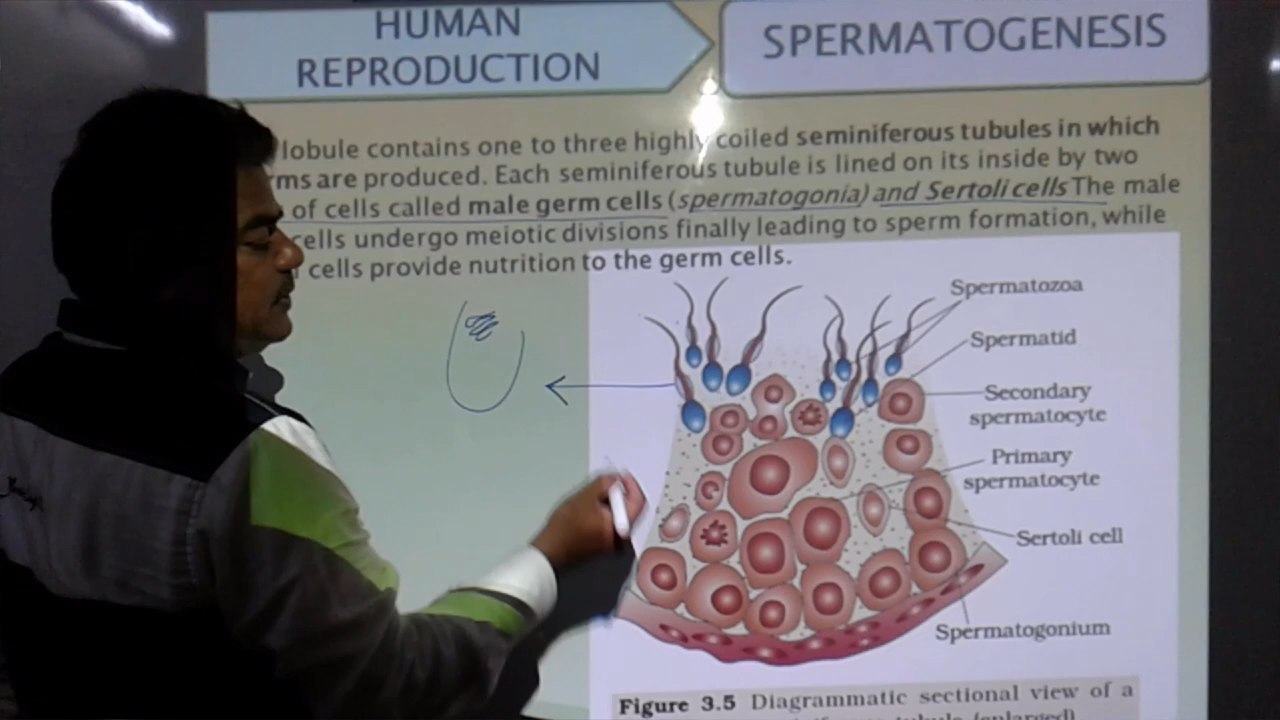 HUMAN
REPRODUCTION
SPERMATOGENESIS
lobule contains one to three highly coiled seminiferous tubules in which
are produced. Each seminiferous tubule is lined on its inside by two
of cells called male germ cells (spermatogonia) and Sertoli cells The male
cells undergo meiotic divisions finally leading to sperm formation, while
cells provide nutrition to the germ cells.
Spermatozoa
Spermatid
Secondary
spermatocyte
Primary
spermatocyte
Sertoli cell
Spermatogonium
Figure 3.5 Diagrammatic sectional view of a
(enlarged)